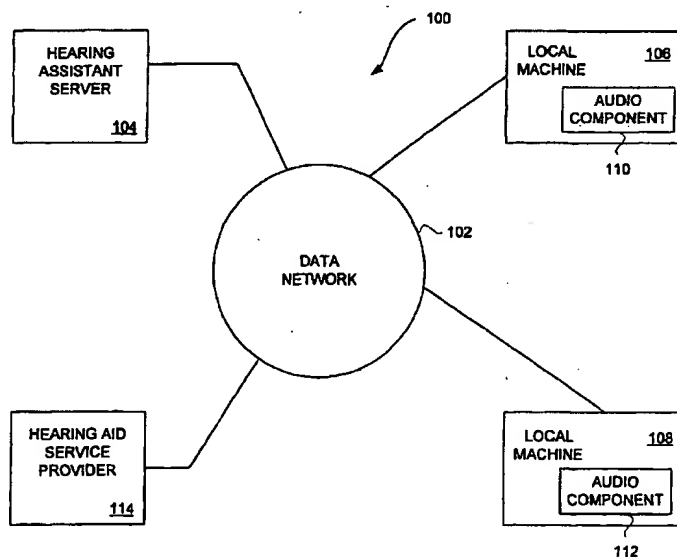 100
HEARING
ASSISTANT
SERVER
104
LOCAL
MACHINE
106
AUDIO
COMPONENT
110
102
DATA
NETWORK
HEARING AID
SERVICE
PROVIDER
114
LOCAL
MACHINE
108
AUDIO
COMPONENT
112